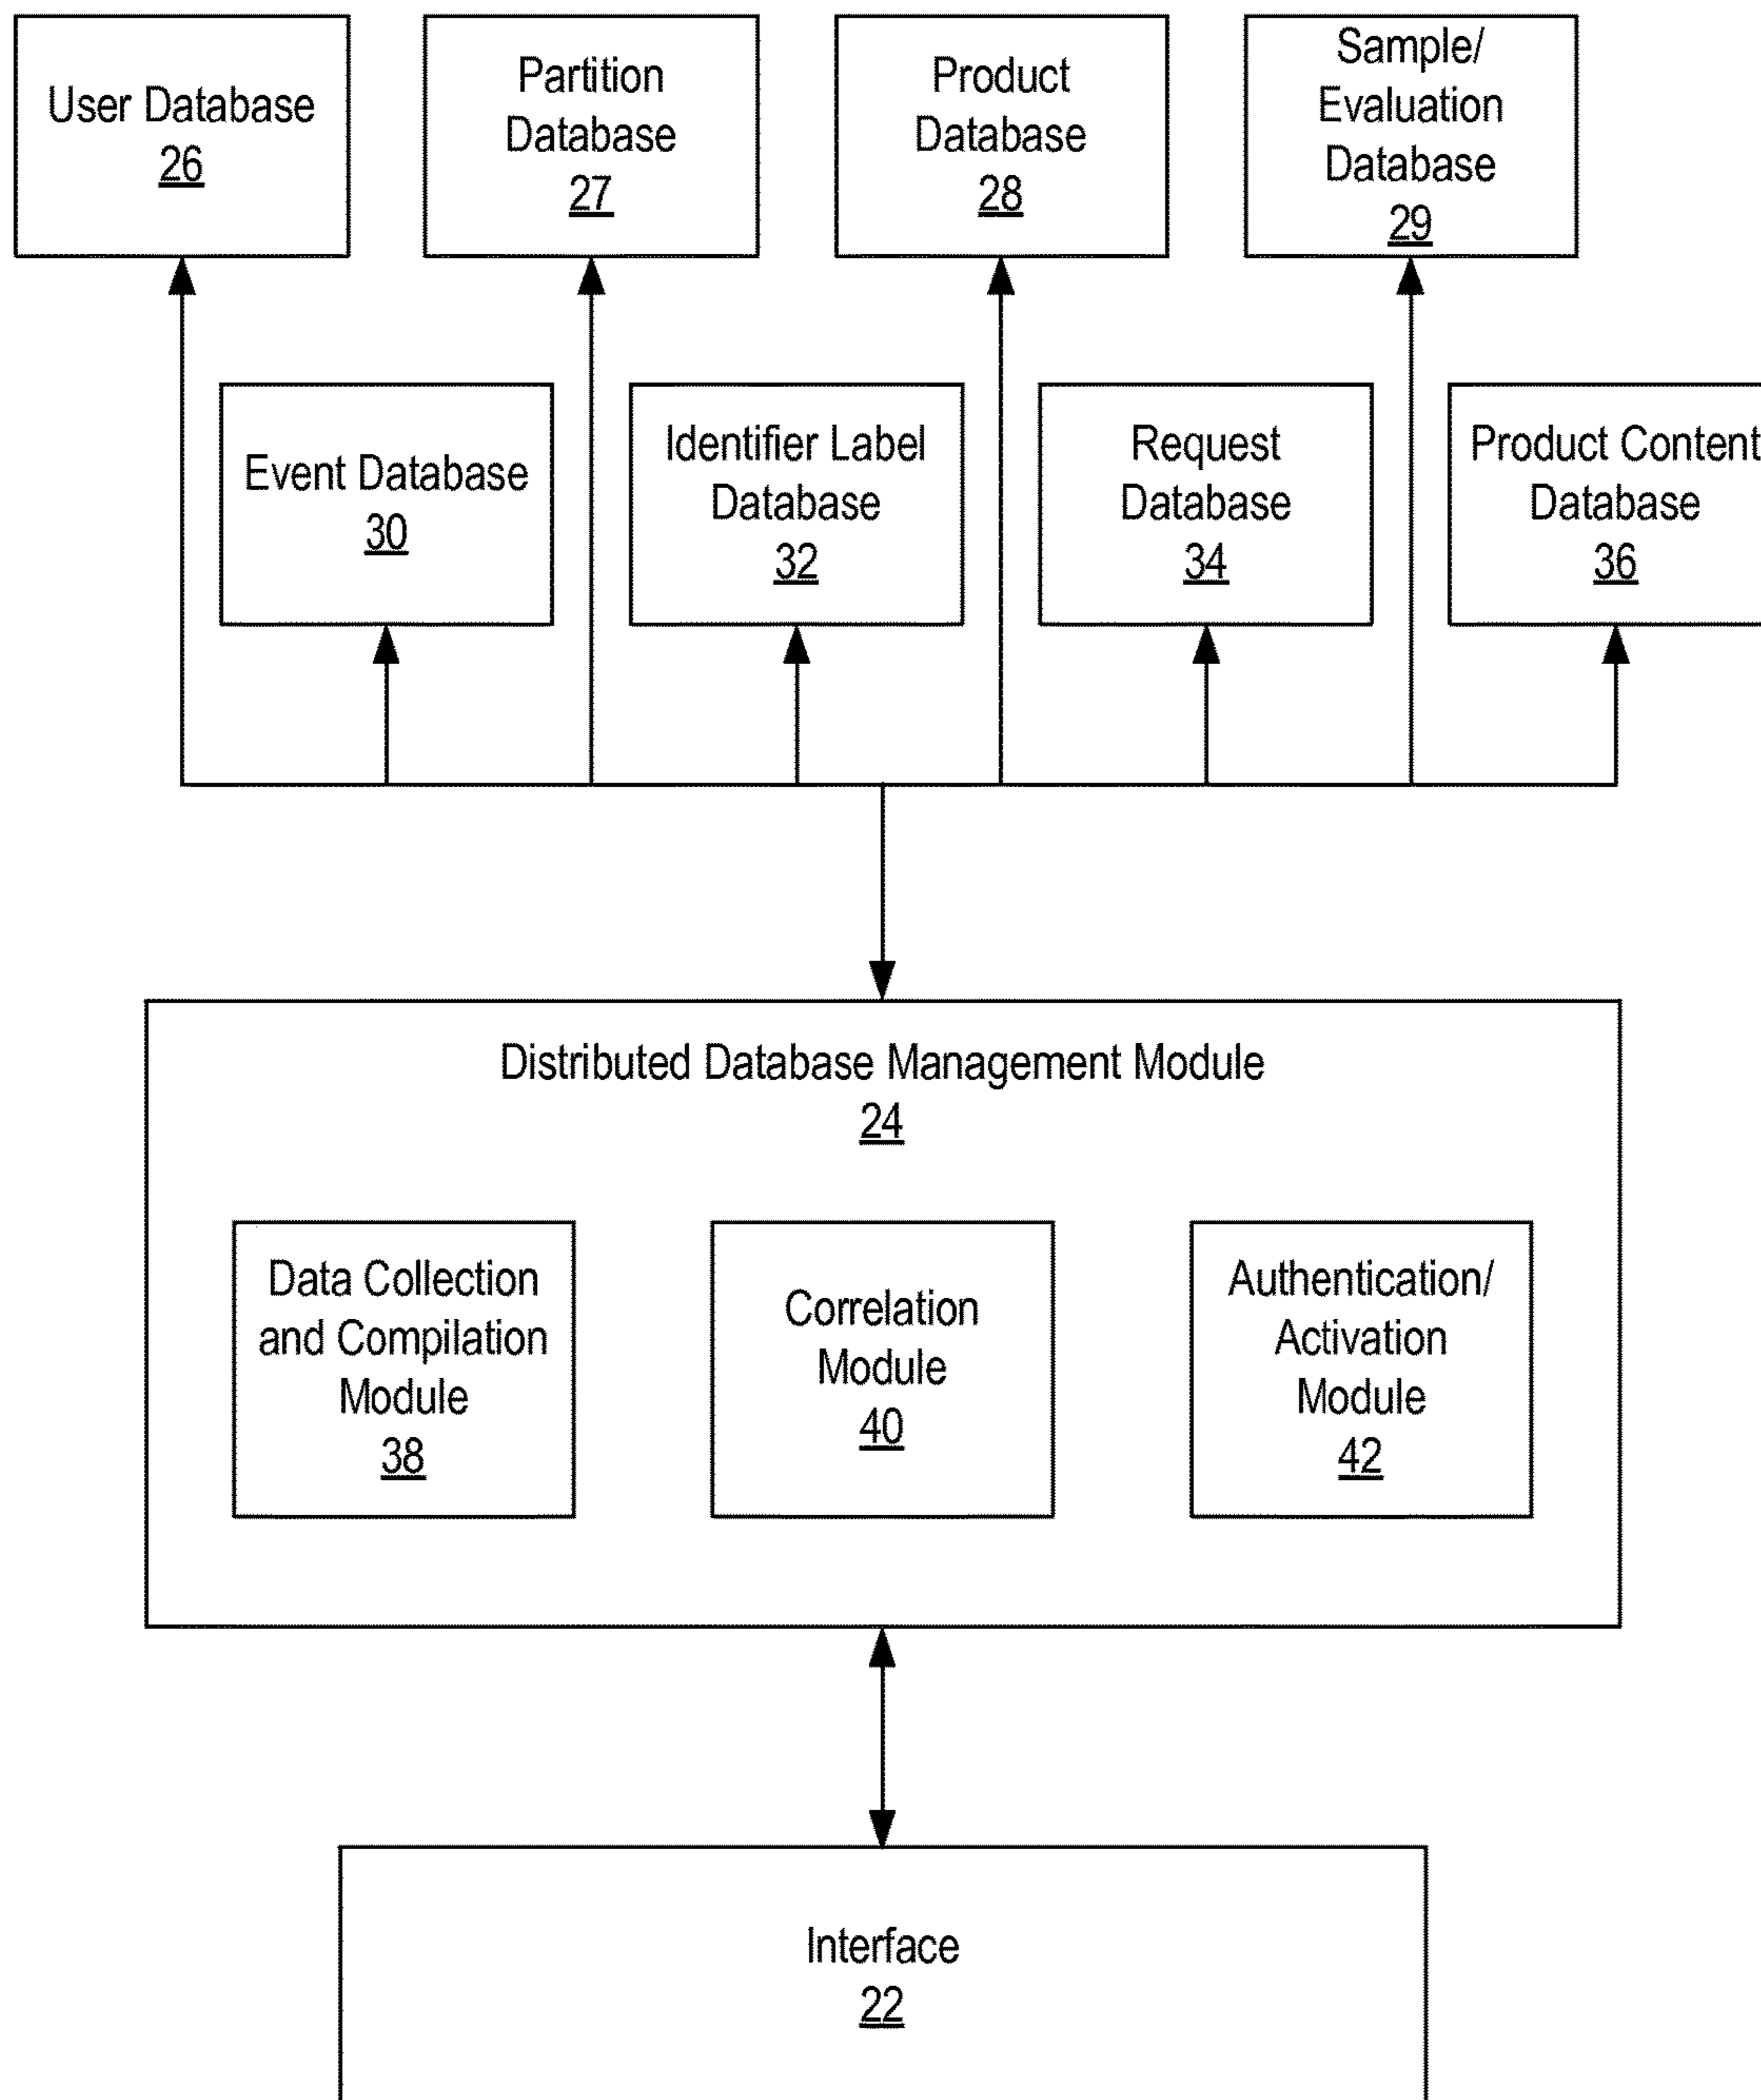 User Database
26
Partition
Database
27
Product
Database
28
Sample/
Evaluation
Database
29
Event Database
30
Identifier Label
Database
32
Request
Database
34
Product Content
Database
36
Distributed Database Management Module
24
Data Collection
and Compilation
Module
38
Correlation
Module
40
Authentication/
Activation
Module
42
Interface
22